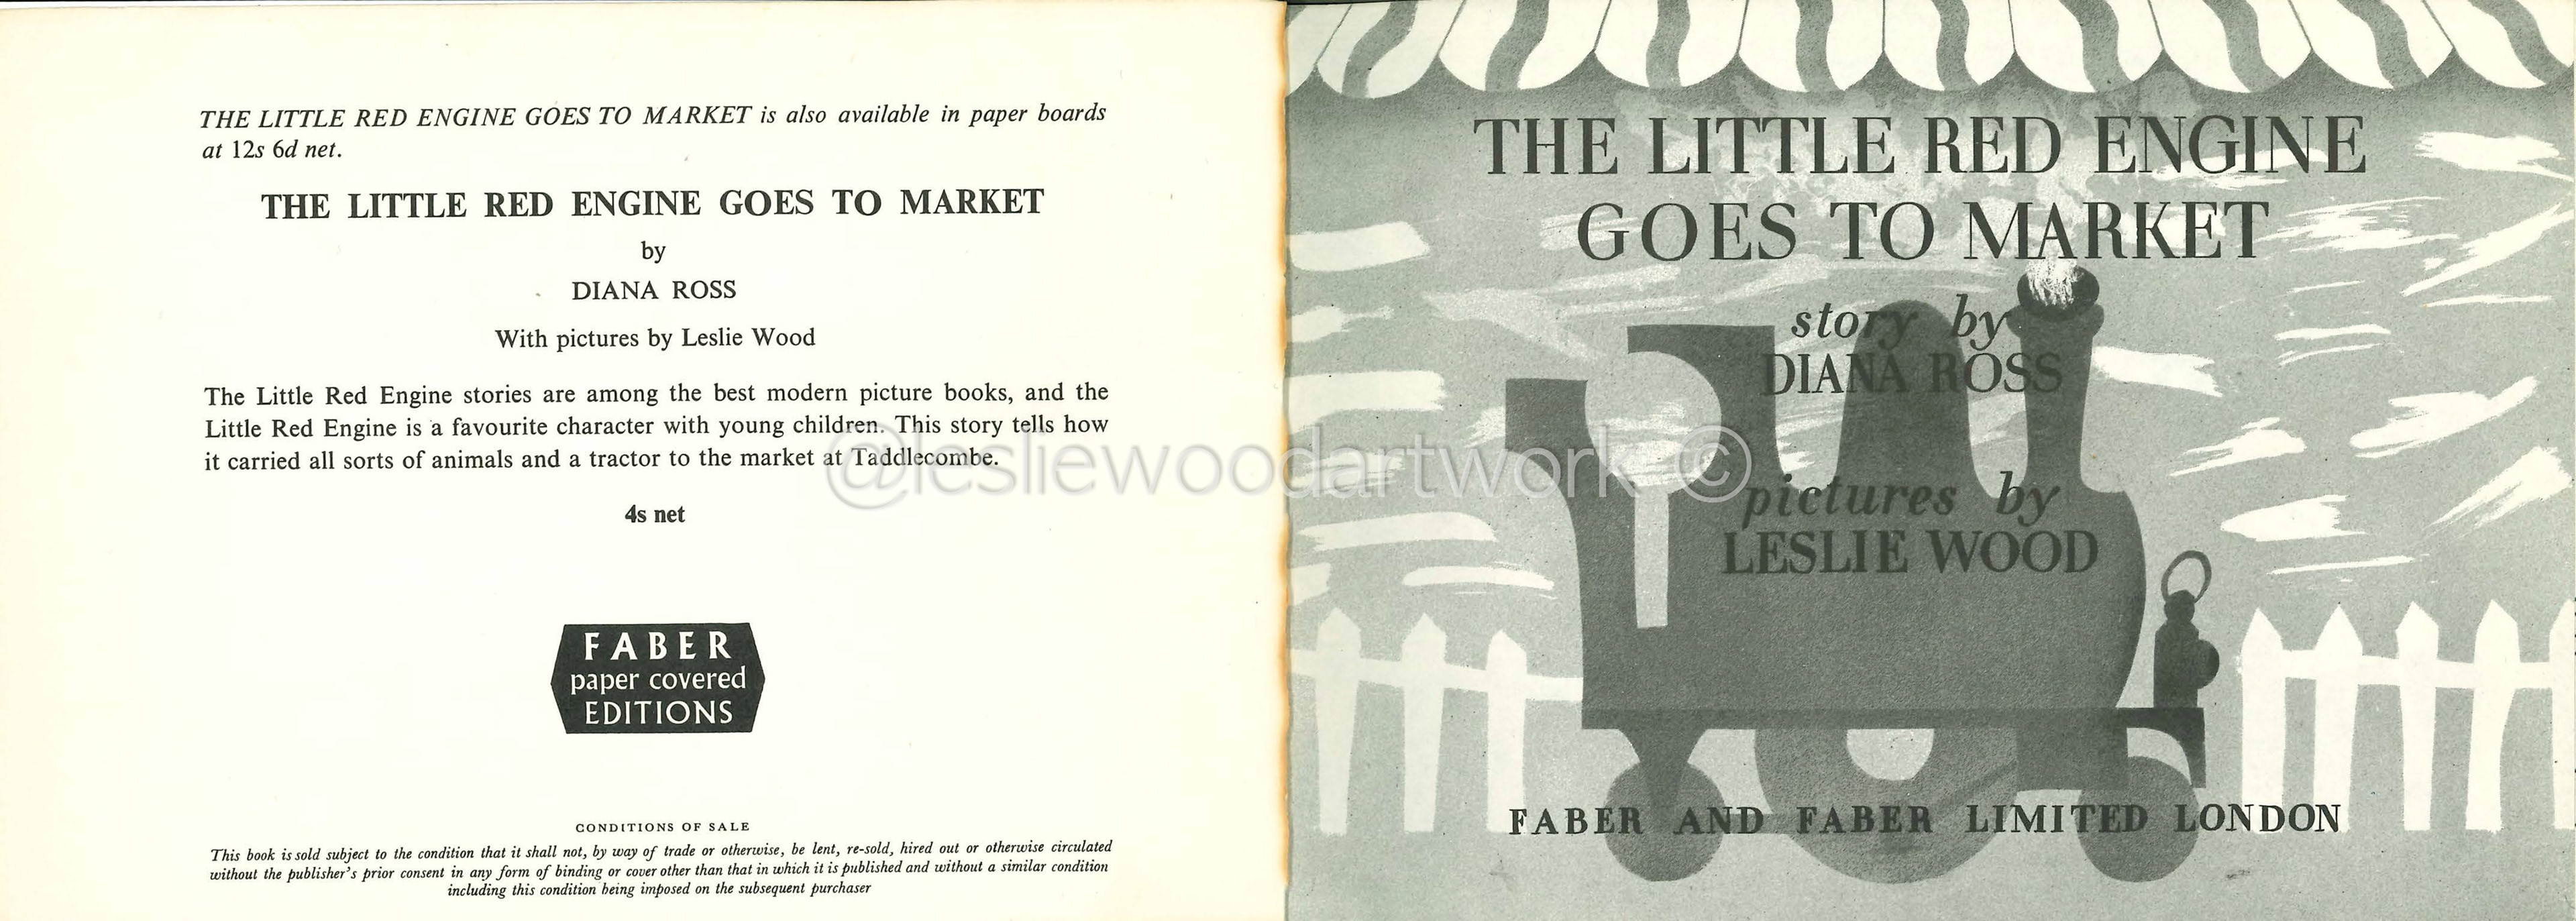 THE LITTLE RED ENGINE GOES TO MARKET is also available in paper boards
at 12s 6d net.
THE LITTLE RED ENGINE GOES TO MARKET
by
DIANA ROSS
With pictures by Leslie Wood
The Little Red Engine stories are among the best modern picture books, and the
Little Red Engine is a favourite character with young children. This story tells how
it carried all sorts of animals and a tractor to the market at Taddlecombe.
4s net
FABER
paper covered
EDITIONS
CONDITIONS OF SALE
This book is sold subject to the condition that it shall not, by way of trade or otherwise, be lent, re-sold, hired out or otherwise circulated
without the publisher's prior consent in any form of binding or cover other than that in which it is published and without a similar condition
including this condition being imposed on the subsequent purchaser
THE LITTLE RED ENGINE
GOES TO MARKET
story by
DIANA ROSS
pictures by
LESLIE WOOD
FABER AND FABER LIMITED LONDON
@lesliewoodartwork ©